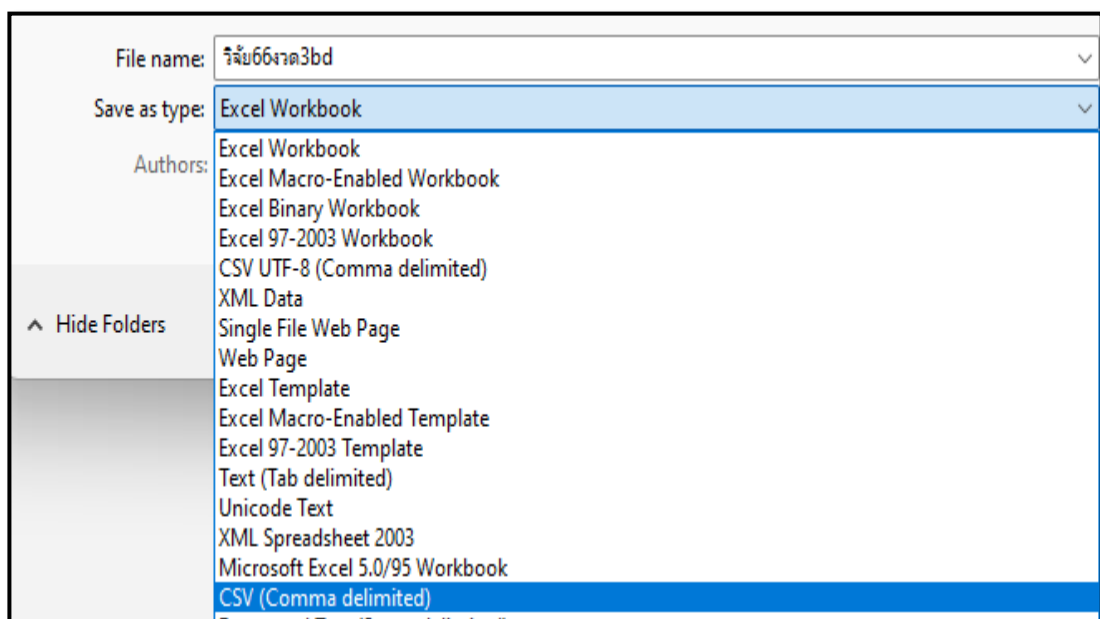 File name: วิจัย66งวด3bd
Save as type: Excel Workbook
Authors:
Excel Workbook
Excel Macro-Enabled Workbook
Excel Binary Workbook
Excel 97-2003 Workbook
CSV UTF-8 (Comma delimited)
XML Data
Hide Folders
Single File Web Page
Web Page
Excel Template
Excel Macro-Enabled Template
Excel 97-2003 Template
Text (Tab delimited)
Unicode Text
XML Spreadsheet 2003
Microsoft Excel 5.0/95 Workbook
CSV (Comma delimited)